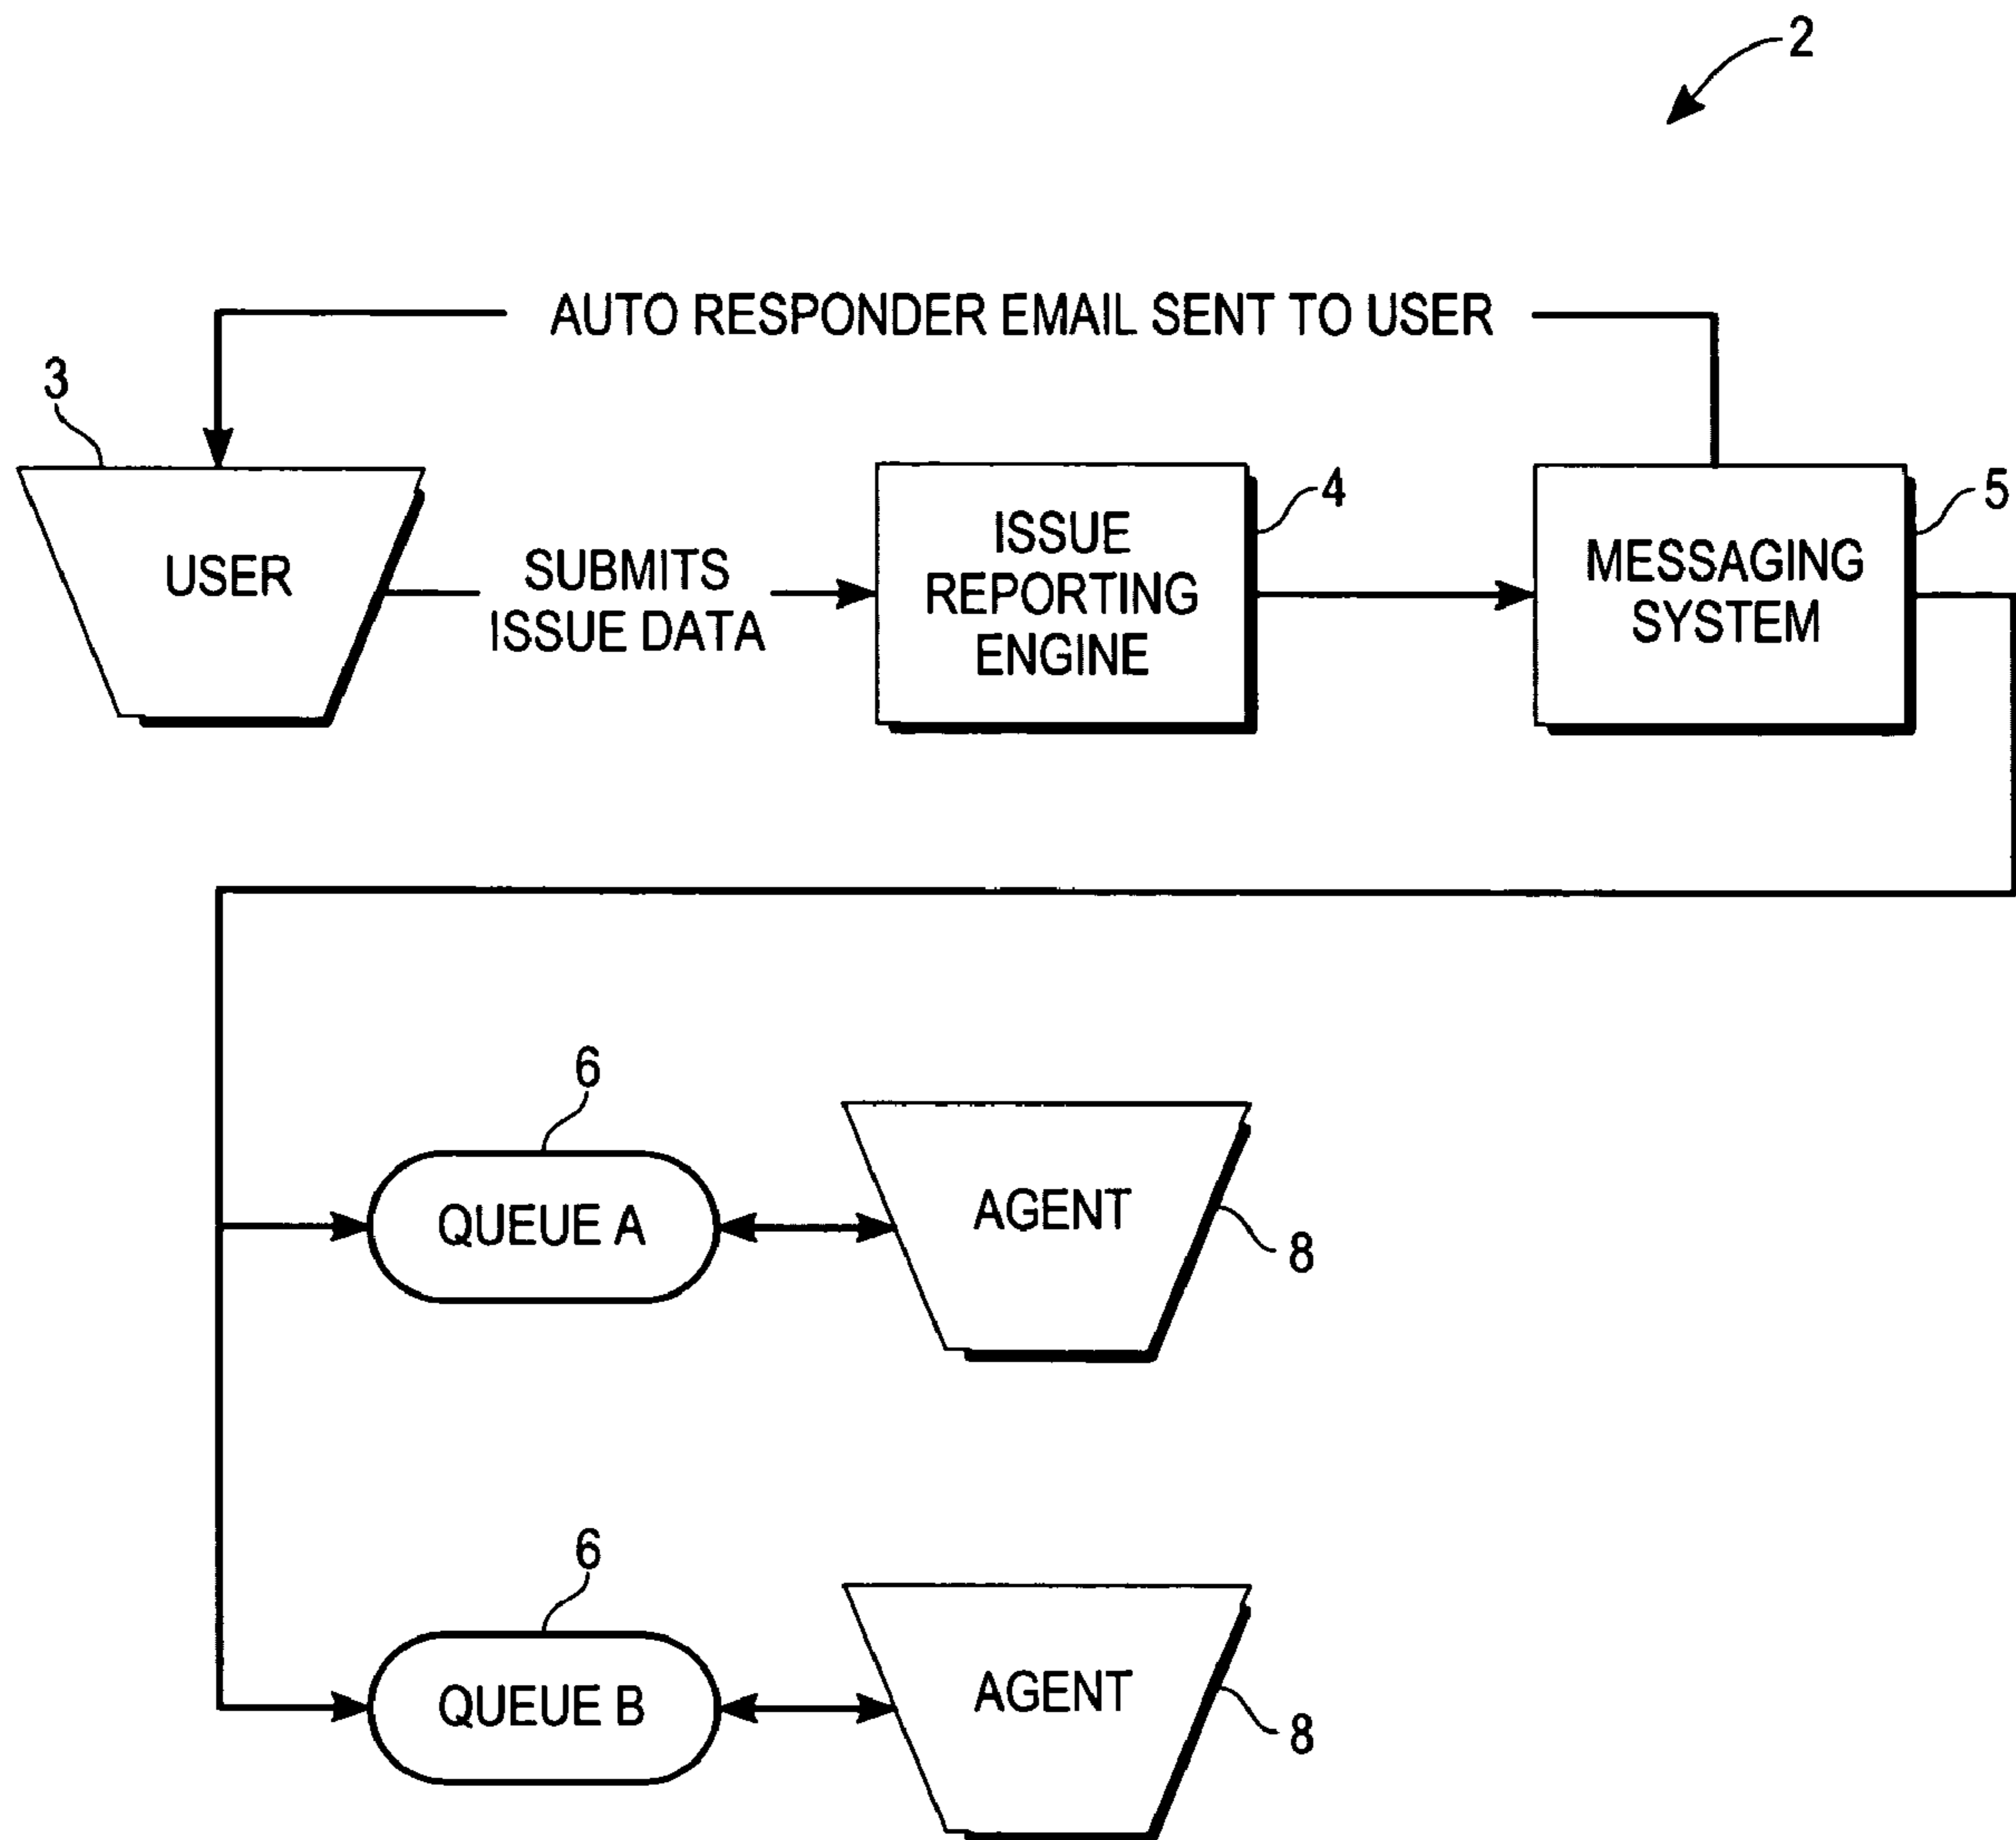 2
AUTO RESPONDER EMAIL SENT TO USER
3
USER
SUBMITS
ISSUE DATA
ISSUE
REPORTING
ENGINE
4
MESSAGING
SYSTEM
5
6
QUEUE A
AGENT
8
6
QUEUE B
AGENT
8